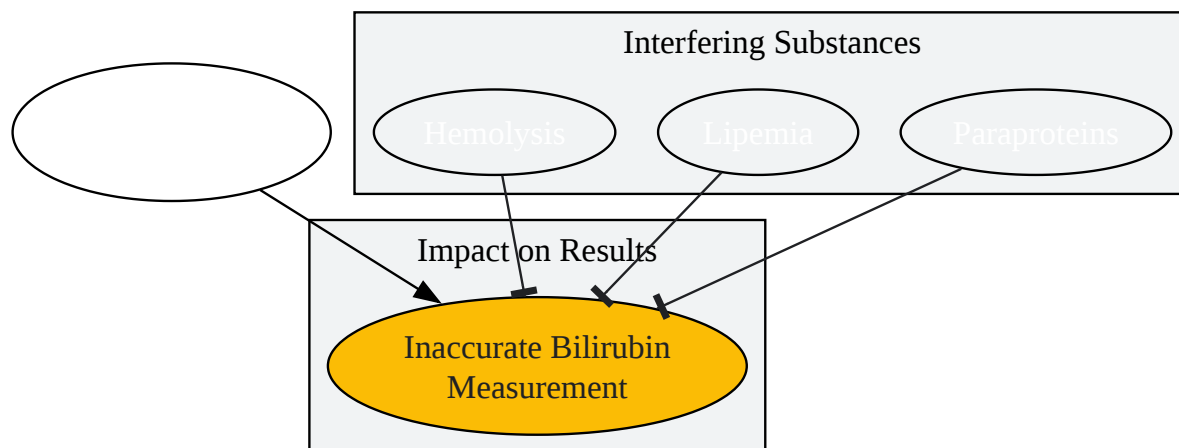 Interfering Substances
Hemolysis
Lipemia
Paraproteins
Impact on Results
Inaccurate Bilirubin
Measurement